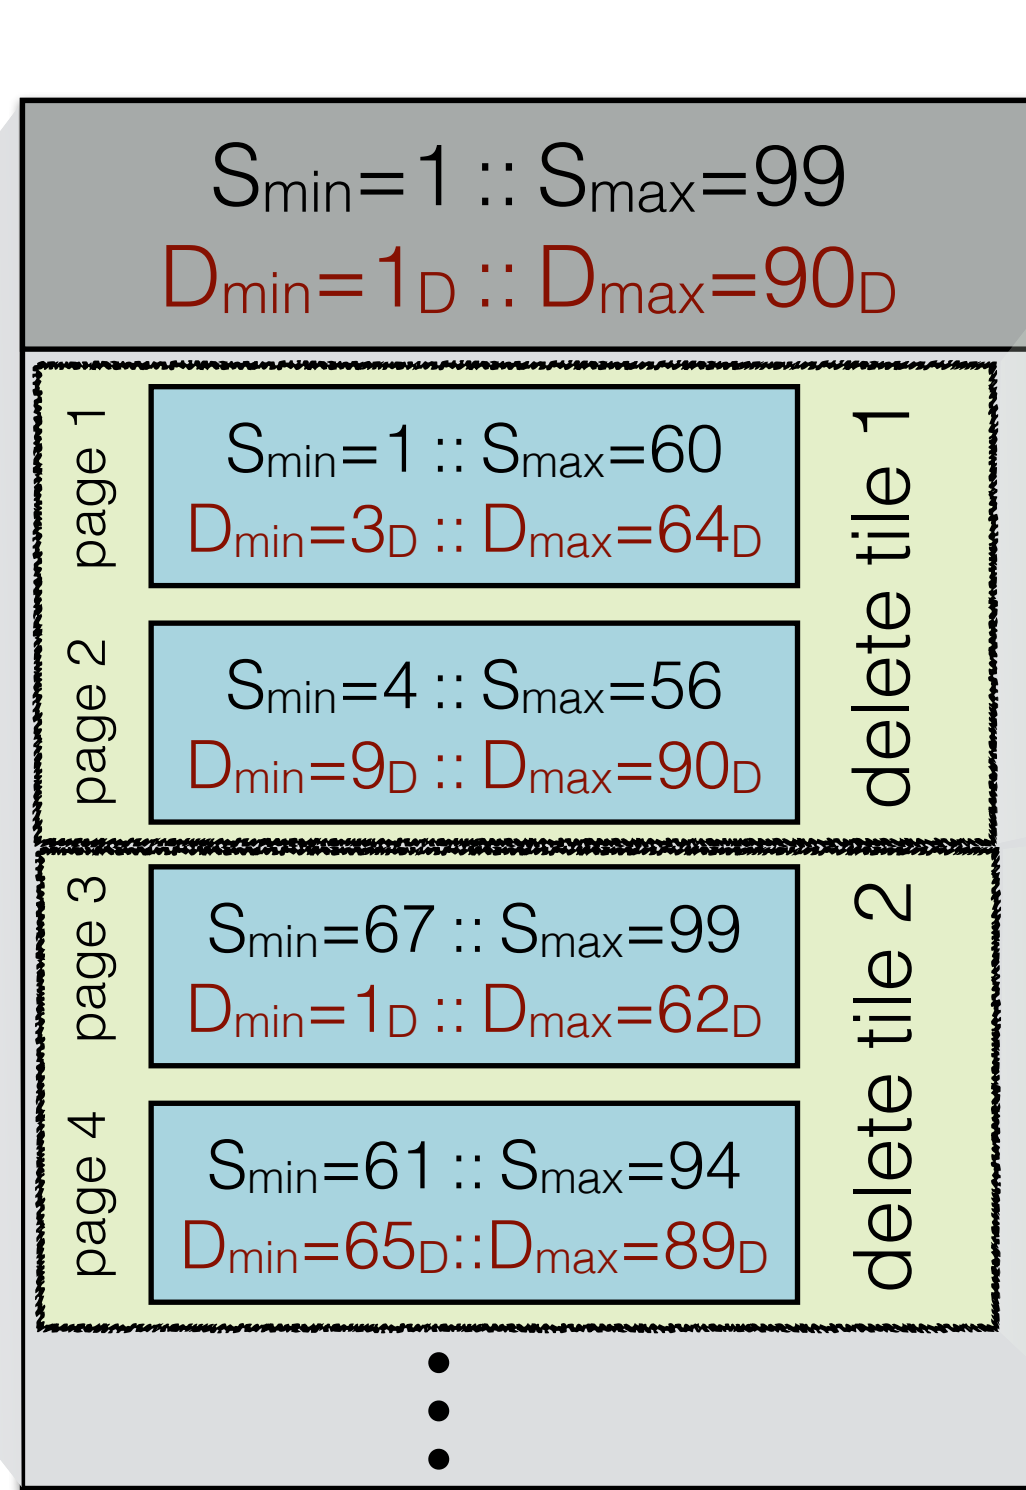 Smin=1 :: Smax=99
Dmin=1D :: Dmax=90D
page 1
Smin=1 :: Smax=60
Dmin=3D :: Dmax=64D
delete tile 1
page 2
Smin=4 :: Smax=56
Dmin=9D :: Dmax=90D
page 3
Smin=67 :: Smax=99
Dmin=1D :: Dmax=62D
delete tile 2
page 4
Smin=61 :: Smax=94
Dmin=65D::Dmax=89D